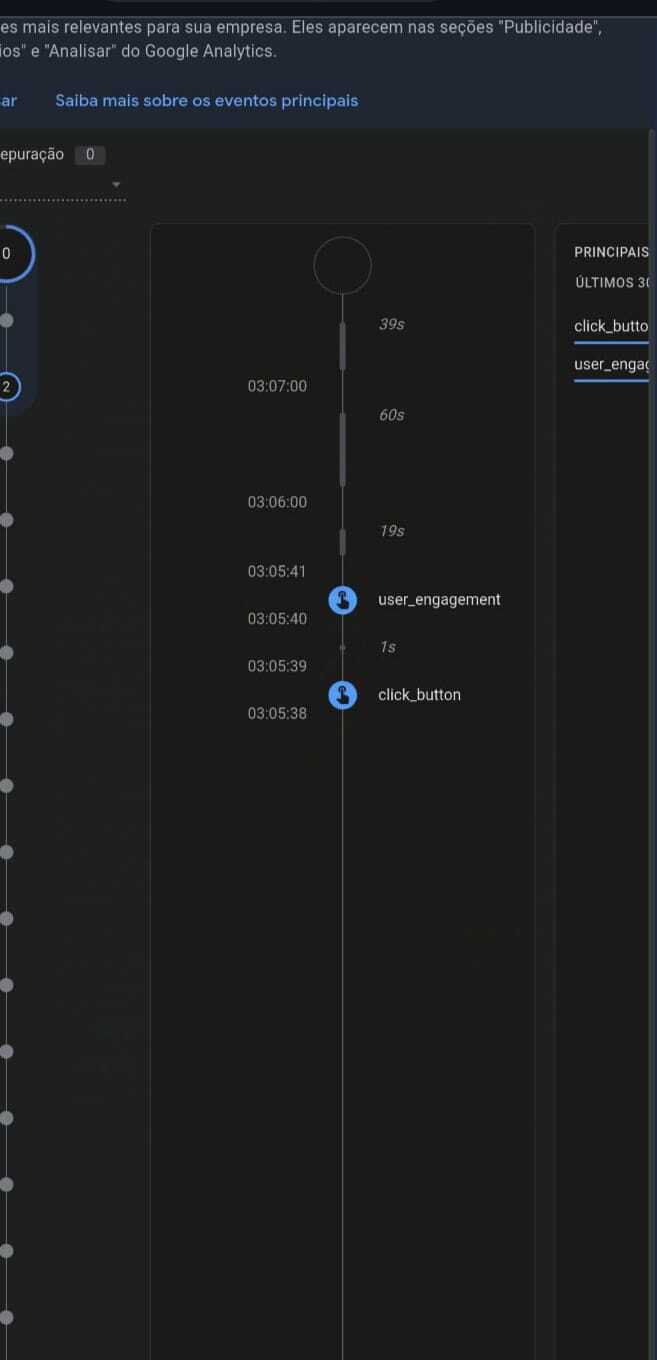 es mais relevantes para sua empresa. Eles aparecem nas seções "Publicidade",
ios" e "Analisar" do Google Analytics.
ar Saiba mais sobre os eventos principais
epuração 0
0
2
39s
03:07:00
60s
03:06:00
19s
03:05:41
user_engagement
03:05:40
1s
03:05:39
click_button
03:05:38
PRINCIPAIS
ÚLTIMOS 30
click_butto
user_engag